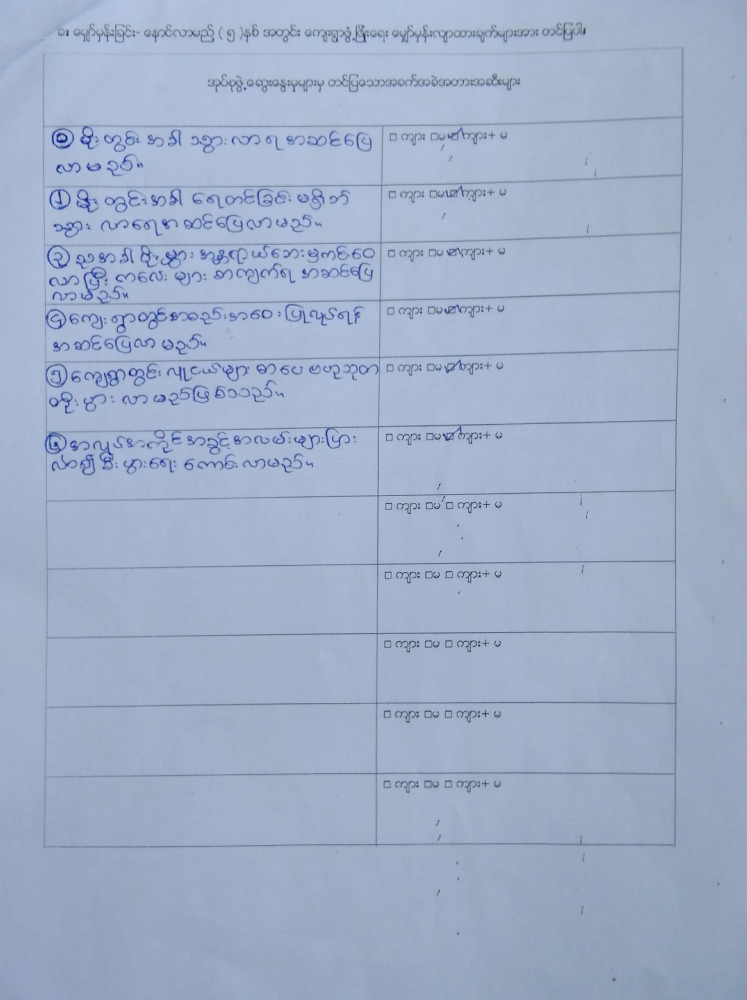 ၁။ မျှော်မှန်းခြင်း- နောင်လာမည့် ( ၅ )နှစ် အတွင်း ကျေးရွာဖွံ့ဖြိုးရေး မျှော်မှန်းလျာထားချက်များအား တင်ပြပါ။
အုပ်စုဖွဲ့ဆွေးနွေးမှုများမှ တင်ပြသောအခက်အခဲအတားအဆီးများ
၁ မိုးတွင်းအခါ သွားလာရ အဆင်ပြေ
လာမည်။
□ ကျား □မ ☑ ကျား+ မ
၂ မိုးတွင်းအခါ ရေတင်ခြင်း မရှိဘဲ
သွားလာရေးအဆင်ပြေလာမည်။
□ ကျား □မ ☑ ကျား+ မ
၃ ညအခါ မီး အန္တရာယ်ဘေးမှကင်းဝေး
လာပြီး ကလေးများ စာကျက်ရ အဆင်ပြေ
လာမည်။
□ ကျား □မ ☑ ကျား+ မ
၄ ကျေးရွာတွင်အစည်းအဝေးပြုလုပ်ရန်
အဆင်ပြေလာမည်။
□ ကျား □မ ☑ ကျား+ မ
၅ ကျေးရွာတွင်း လူငယ်များ စာပေ ဗဟုသုတ
တိုးပွားလာမည်ဖြစ်သည်။
□ ကျား □မ ☑ ကျား+ မ
၆ အလုပ်အကိုင်အခွင့်အလမ်းများပြား
လာ၍ စီးပွားရေးကောင်းလာမည်။
□ ကျား □မ ☑ ကျား+ မ
□ ကျား □မ □ ကျား+ မ
□ ကျား □မ □ ကျား+ မ
□ ကျား □မ □ ကျား+ မ
□ ကျား □မ □ ကျား+ မ
□ ကျား □မ □ ကျား+ မ